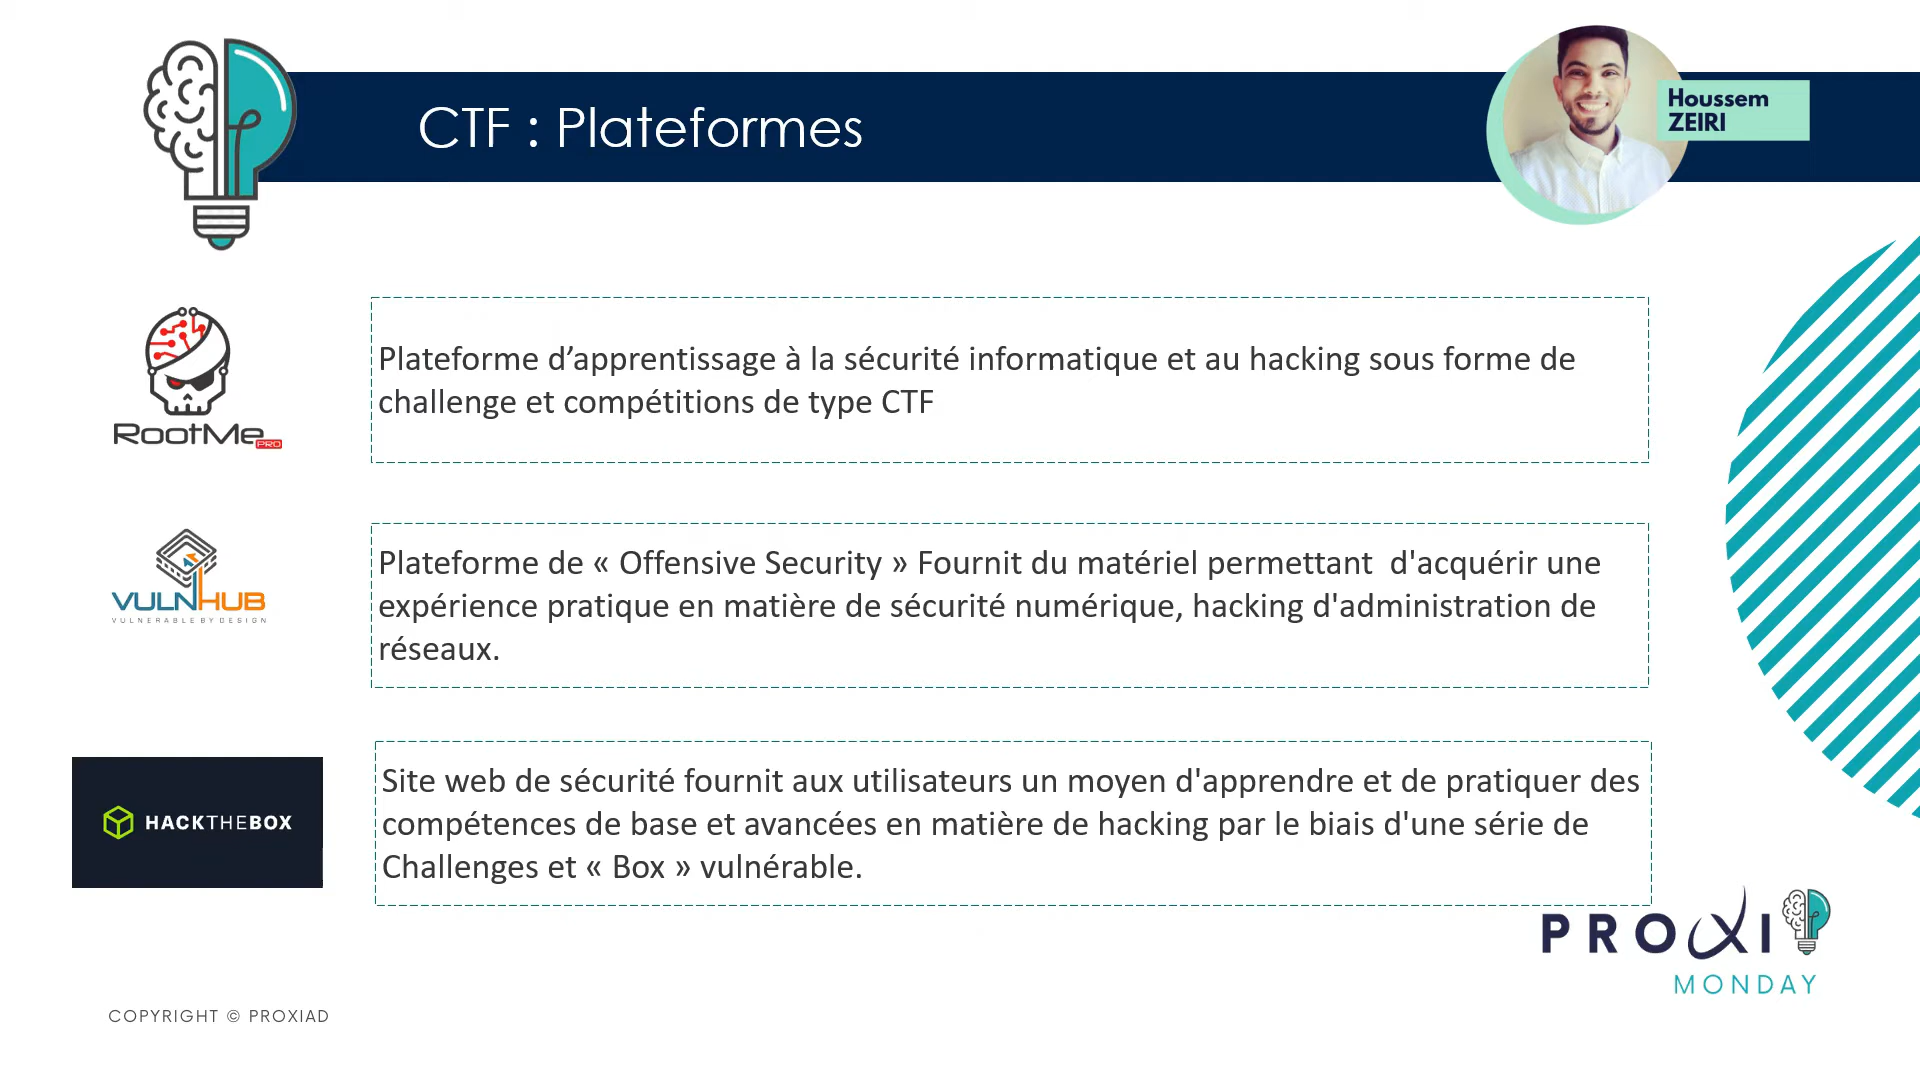 CTF : Plateformes
Houssem
ZEIRI
Plateforme d’apprentissage à la sécurité informatique et au hacking sous forme de
challenge et compétitions de type CTF
RootMe
PRO
Plateforme de « Offensive Security » Fournit du matériel permettant  d'acquérir une
expérience pratique en matière de sécurité numérique, hacking d'administration de
réseaux.
VULNHUB
VULNERABLE BY DESIGN
Site web de sécurité fournit aux utilisateurs un moyen d'apprendre et de pratiquer des
compétences de base et avancées en matière de hacking par le biais d'une série de
Challenges et « Box » vulnérable.
HACKTHEBOX
PROXI
MONDAY
COPYRIGHT © PROXIAD